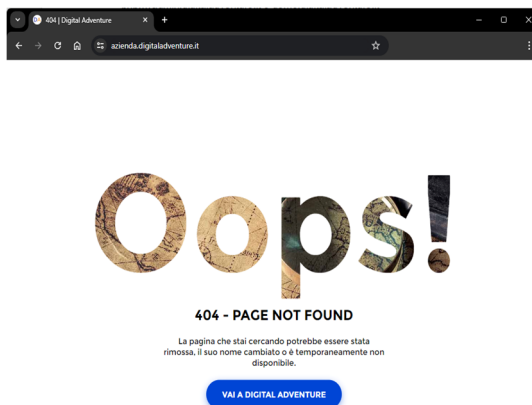 404 | Digital Adventure
azienda.digitaladventure.it
Oops!
404 - PAGE NOT FOUND
La pagina che stai cercando potrebbe essere stata
rimossa, il suo nome cambiato o è temporaneamente non
disponibile.
VAI A DIGITAL ADVENTURE